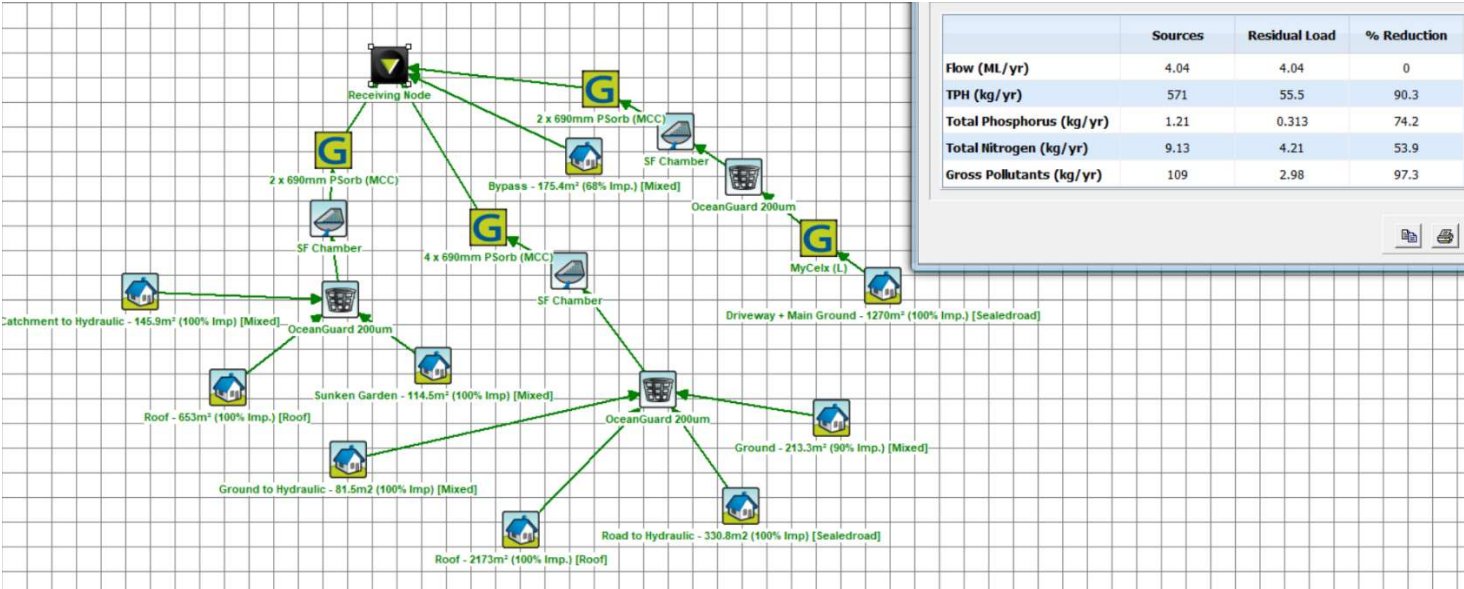 Sources Residual Load % Reduction
Flow (ML/yr) 4.04 4.04 0
TPH (kg/yr) 571 55.5 90.3
Total Phosphorus (kg/yr) 1.21 0.313 74.2
Total Nitrogen (kg/yr) 9.13 4.21 53.9
Gross Pollutants (kg/yr) 109 2.98 97.3
Receiving Node
G
2 x 690mm PSorb (MCC)
SF Chamber
G
2 x 690mm PSorb (MCC)
Bypass - 175.4m² (68% Imp.) [Mixed]
OceanGuard 200um
SF Chamber
G
4 x 690mm PSorb (MCC)
G
MyCelx (L)
SF Chamber
Driveway + Main Ground - 1270m² (100% Imp.) [Sealedroad]
Catchment to Hydraulic - 145.9m² (100% Imp) [Mixed]
OceanGuard 200um
Sunken Garden - 114.5m² (100% Imp) [Mixed]
Roof - 653m² (100% Imp.) [Roof]
OceanGuard 200um
Ground - 213.3m² (90% Imp.) [Mixed]
Ground to Hydraulic - 81.5m2 (100% Imp) [Mixed]
Road to Hydraulic - 330.8m2 (100% Imp) [Sealedroad]
Roof - 2173m² (100% Imp.) [Roof]